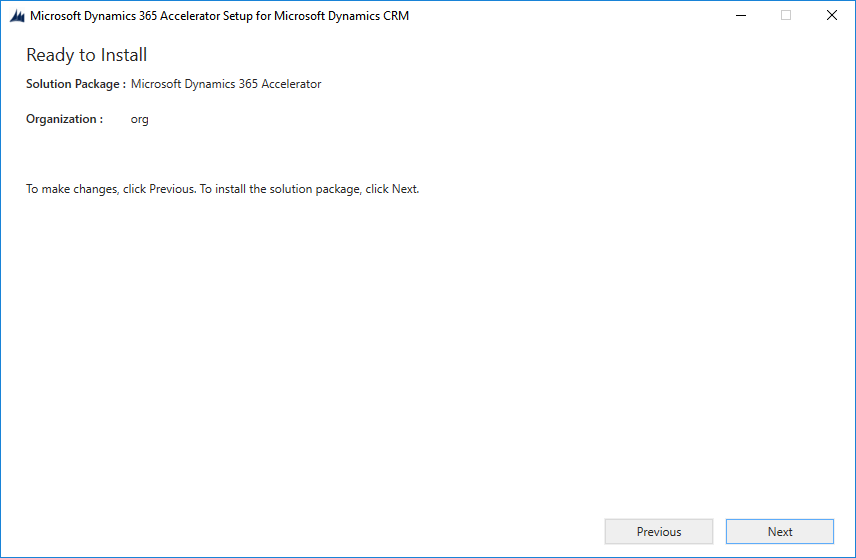 Microsoft Dynamics 365 Accelerator Setup for Microsoft Dynamics CRM
Ready to Install
Solution Package : Microsoft Dynamics 365 Accelerator
Organization : org
To make changes, click Previous. To install the solution package, click Next.
Previous Next